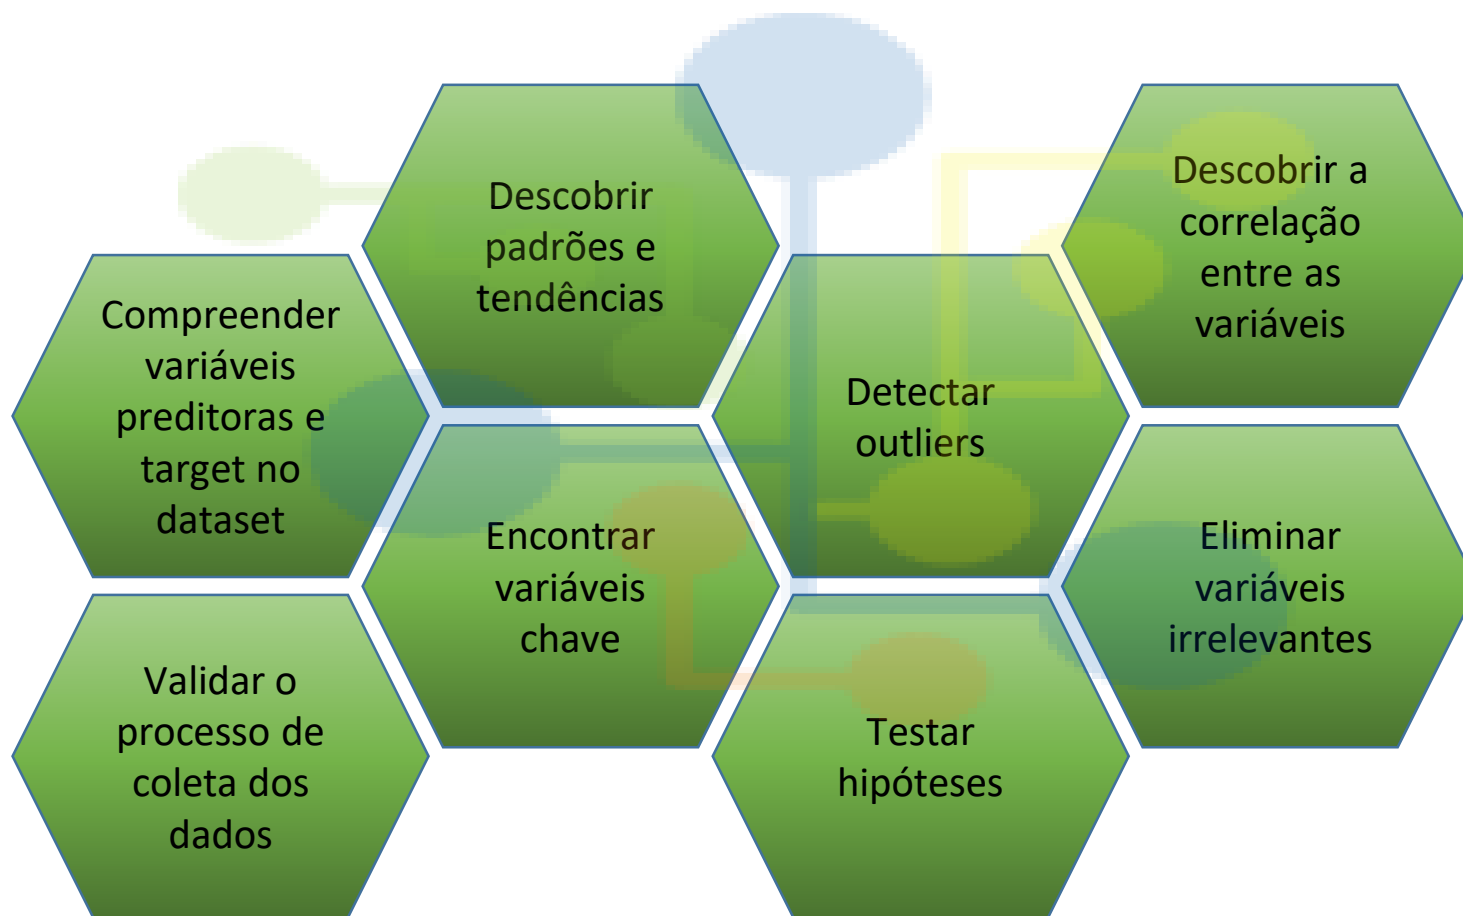 Descobrir
padrões e
tendências
Descobrir a
correlação
entre as
variáveis
Compreender
variáveis
preditoras e
target no
dataset
Detectar
outliers
Encontrar
variáveis
chave
Eliminar
variáveis
irrelevantes
Validar o
processo de
coleta dos
dados
Testar
hipóteses